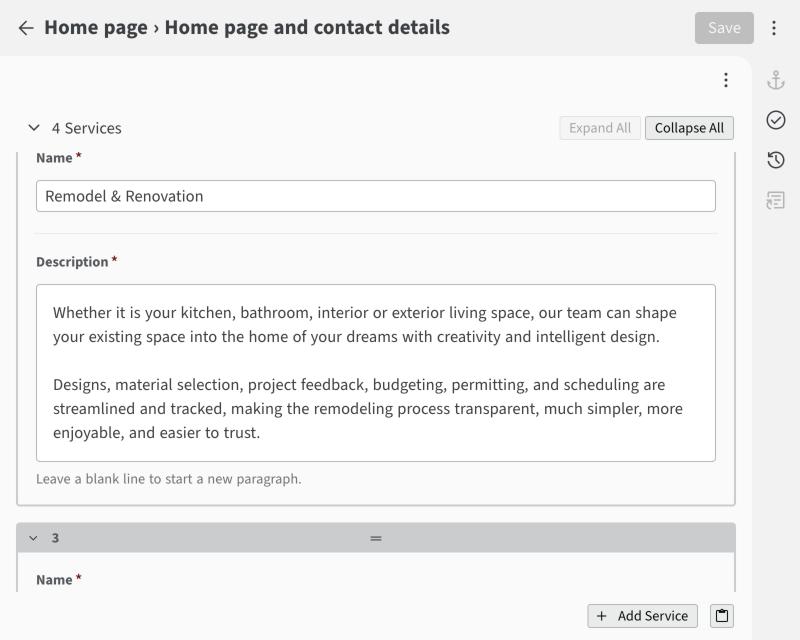 Home page › Home page and contact details
Save
4 Services
Expand All
Collapse All
Name *
Remodel & Renovation
Description *
Whether it is your kitchen, bathroom, interior or exterior living space, our team can shape
your existing space into the home of your dreams with creativity and intelligent design.
Designs, material selection, project feedback, budgeting, permitting, and scheduling are
streamlined and tracked, making the remodeling process transparent, much simpler, more
enjoyable, and easier to trust.
Leave a blank line to start a new paragraph.
3
Name *
+ Add Service